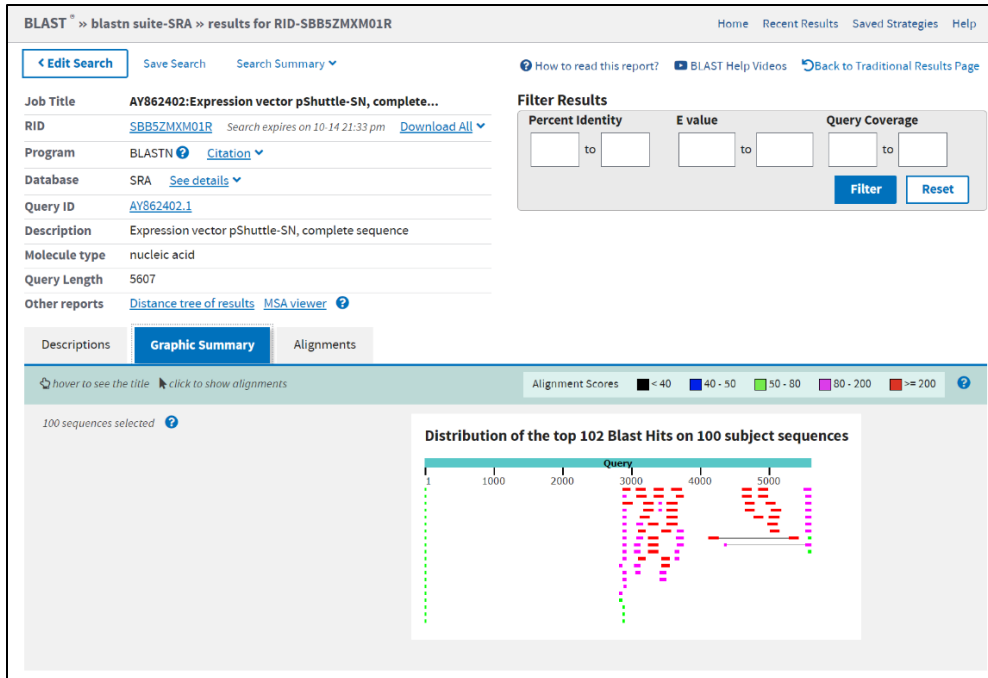 BLAST ® » blastn suite-SRA » results for RID-SBB5ZMXM01R
Home Recent Results Saved Strategies Help
< Edit Search Save Search Search Summary
How to read this report? BLAST Help Videos Back to Traditional Results Page
Job Title AY862402:Expression vector pShuttle-SN, complete...
RID SBB5ZMXM01R Search expires on 10-14 21:33 pm Download All
Program BLASTN ? Citation
Database SRA See details
Query ID AY862402.1
Description Expression vector pShuttle-SN, complete sequence
Molecule type nucleic acid
Query Length 5607
Other reports Distance tree of results MSA viewer ?
Filter Results
Percent Identity E value Query Coverage
to to to
Filter Reset
Descriptions Graphic Summary Alignments
hover to see the title click to show alignments
Alignment Scores < 40 40 - 50 50 - 80 80 - 200 >= 200 ?
100 sequences selected ?
Distribution of the top 102 Blast Hits on 100 subject sequences
Query
1 1000 2000 3000 4000 5000